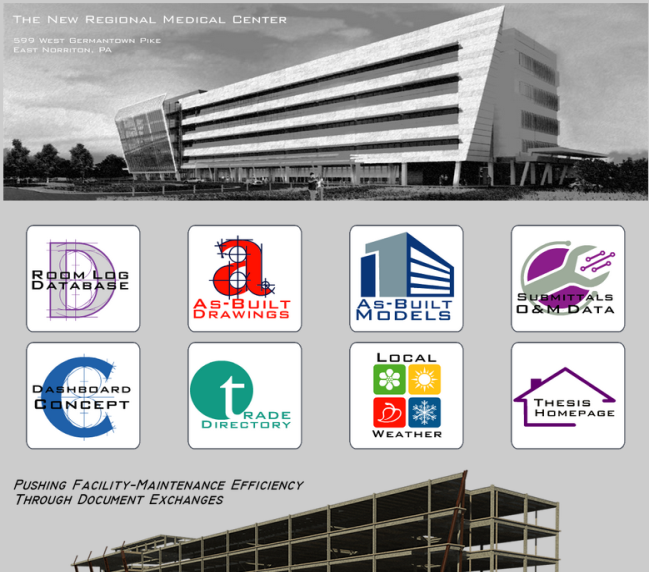 The New Regional Medical Center
599 West Germantown Pike
East Norriton, PA
Room Log
Database
As-Built
Drawings
As-Built
Models
Submittals
O&M Data
Dashboard
Concept
trade
Directory
Local
Weather
Thesis
Homepage
Pushing Facility-Maintenance Efficiency
Through Document Exchanges